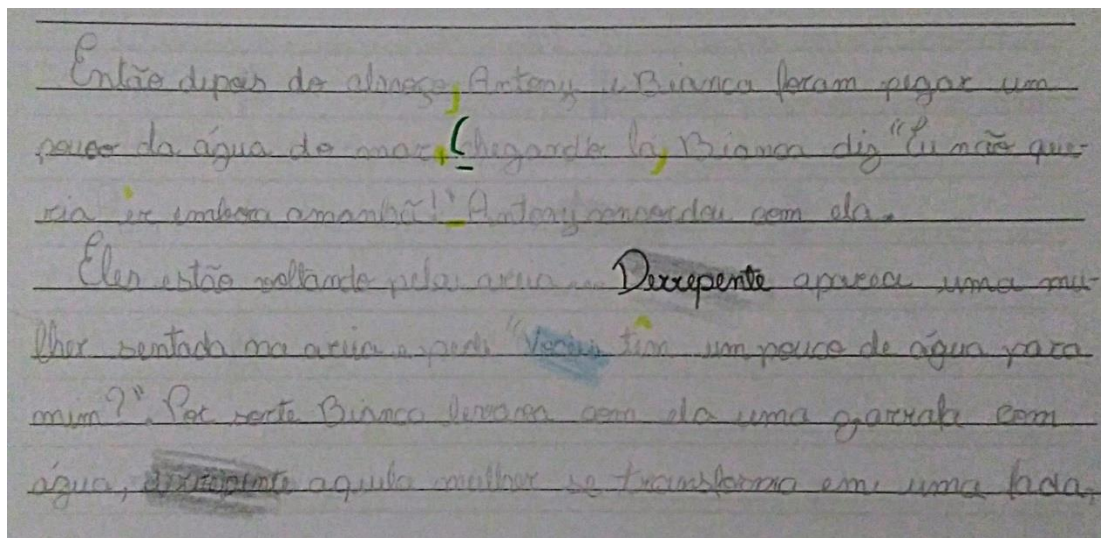 Então depois do almoço, Antony e Bianca foram pegar um
pouco da água do mar, Chegando lá, Bianca diz "Eu não que-
ria ir embora amanhã!" Antony concordou com ela.
Eles estão voltando pela areia... Derrepente aparece uma mu-
lher sentada na areia e pede "Vocês têm um pouco de água para
mim?". Por sorte Bianca levava com ela uma garrafa com
água, derrepente aquela mulher se transforma em uma fada,